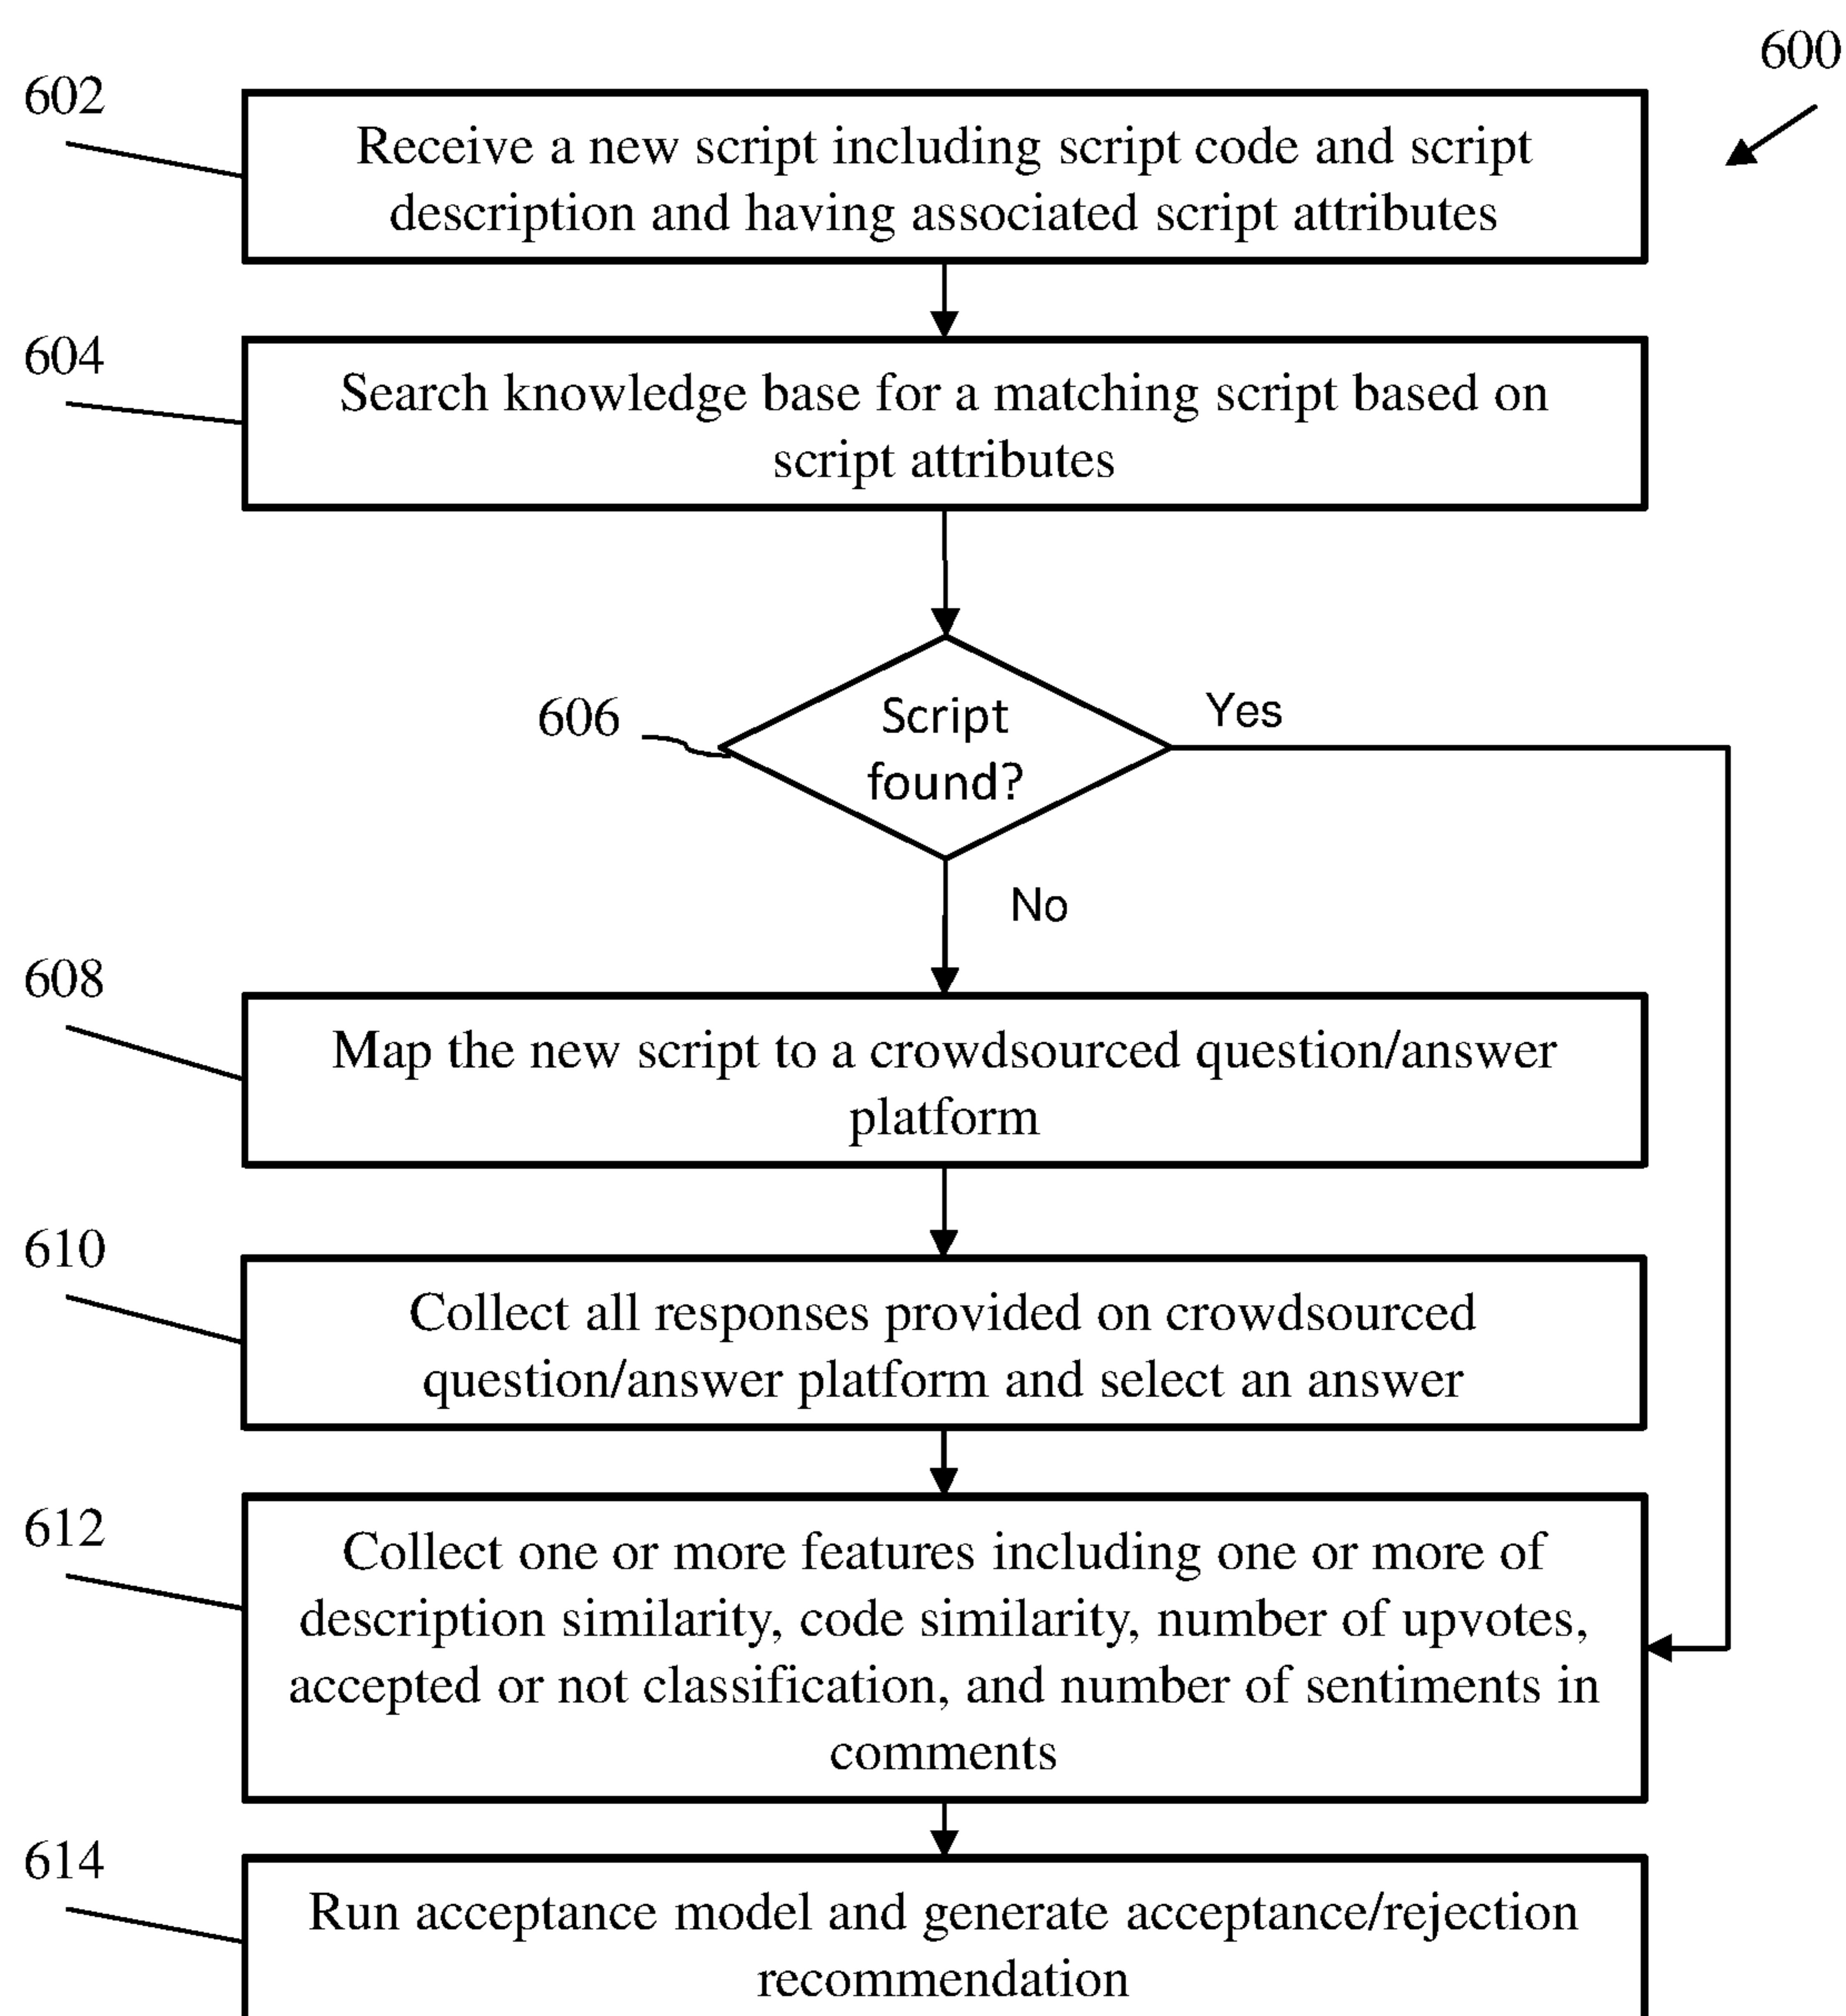 600
602
Receive a new script including script code and script
description and having associated script attributes
604
Search knowledge base for a matching script based on
script attributes
606
Script
found?
Yes
No
608
Map the new script to a crowdsourced question/answer
platform
610
Collect all responses provided on crowdsourced
question/answer platform and select an answer
612
Collect one or more features including one or more of
description similarity, code similarity, number of upvotes,
accepted or not classification, and number of sentiments in
comments
614
Run acceptance model and generate acceptance/rejection
recommendation